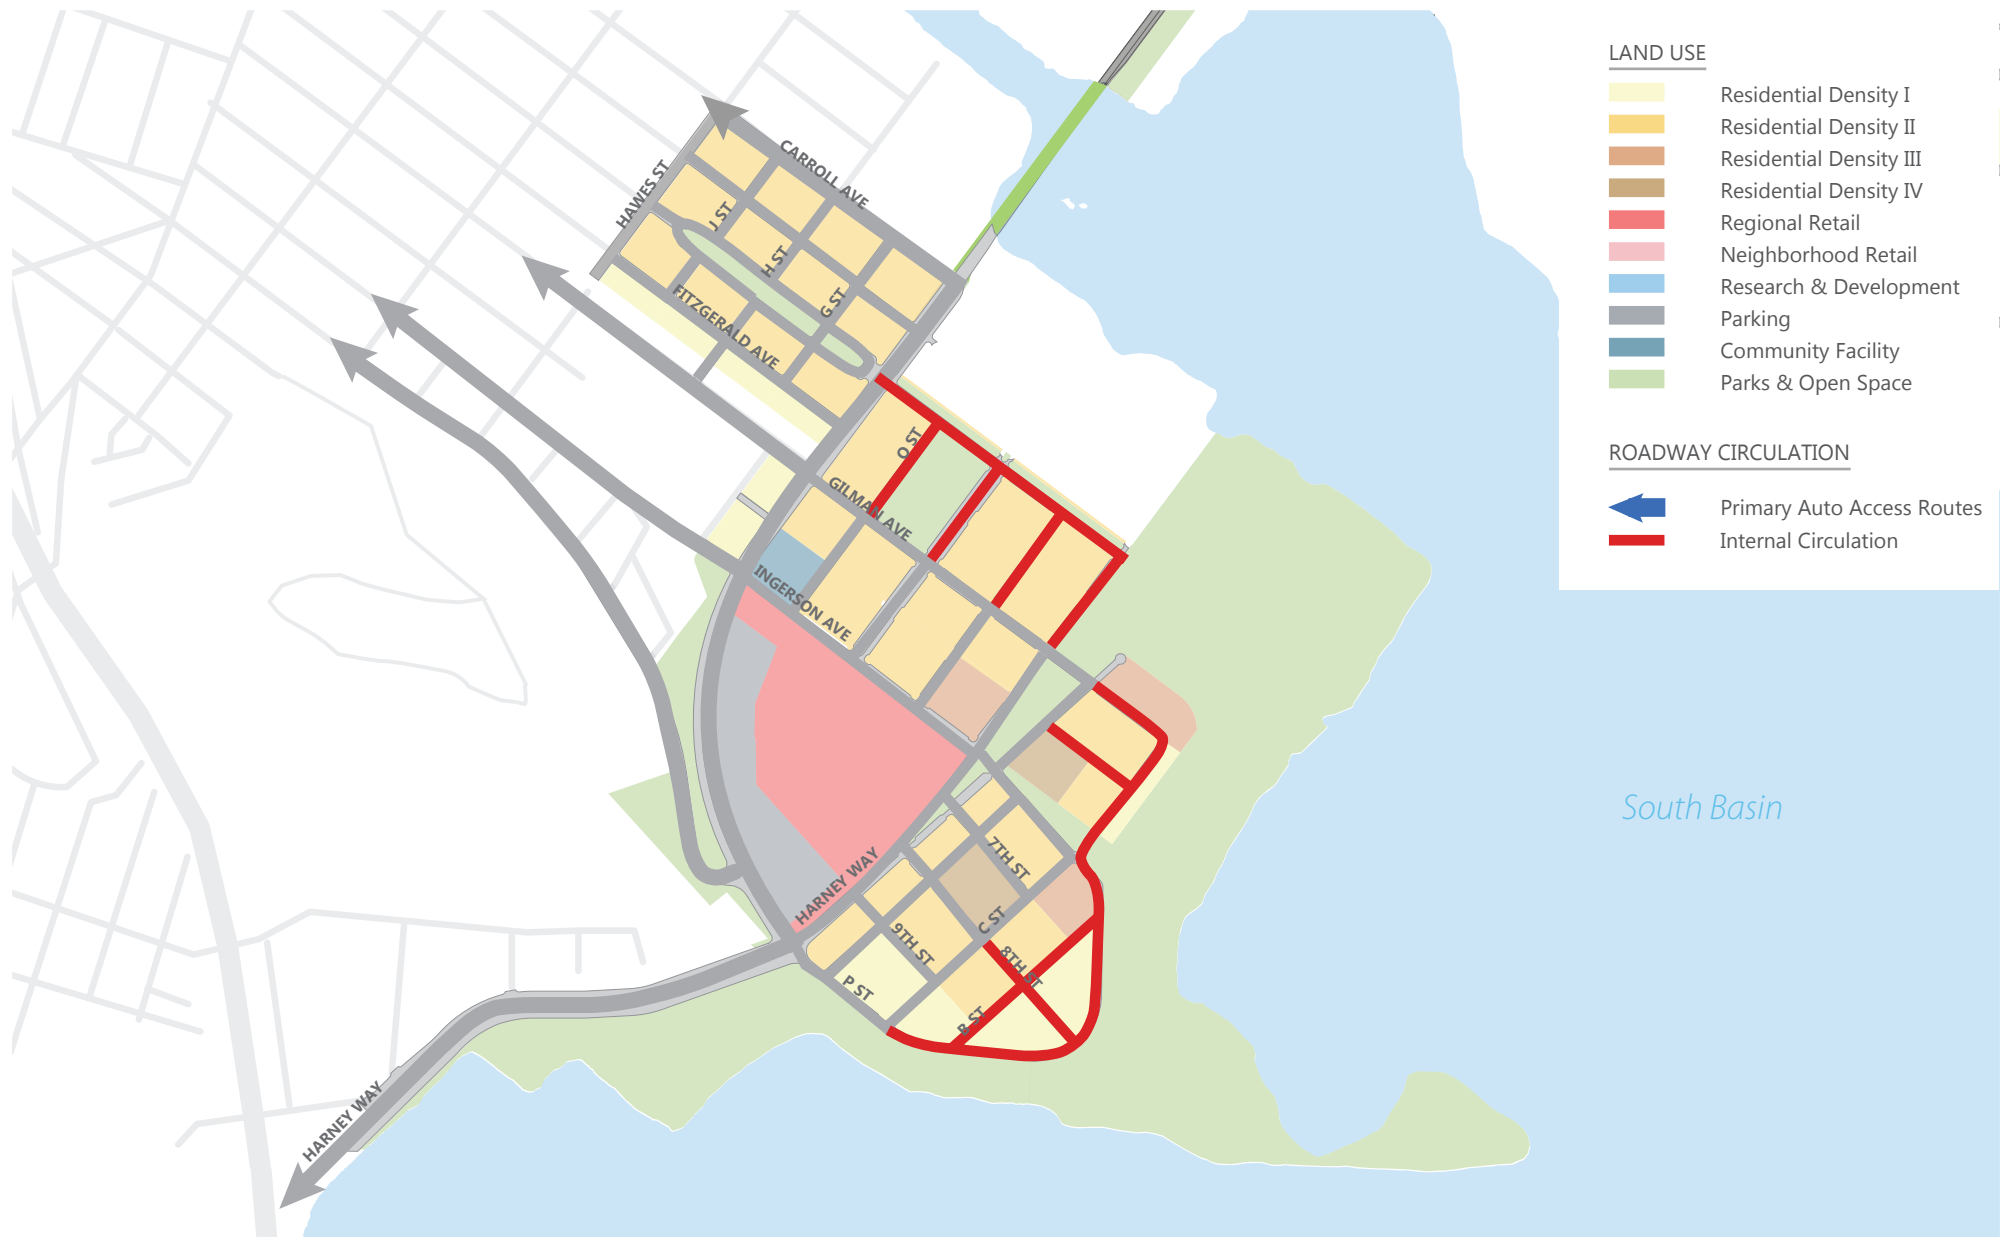 LAND USE
Residential Density I
Residential Density II
Residential Density III
Residential Density IV
Regional Retail
Neighborhood Retail
Research & Development
Parking
Community Facility
Parks & Open Space
ROADWAY CIRCULATION
Primary Auto Access Routes
Internal Circulation
CARROLL AVE
HAWES ST
J ST
H ST
G ST
FITZGERALD AVE
Q ST
GILMAN AVE
INGERSON AVE
South Basin
7TH ST
HARNEY WAY
C ST
9TH ST
8TH ST
P ST
B ST
HARNEY WAY